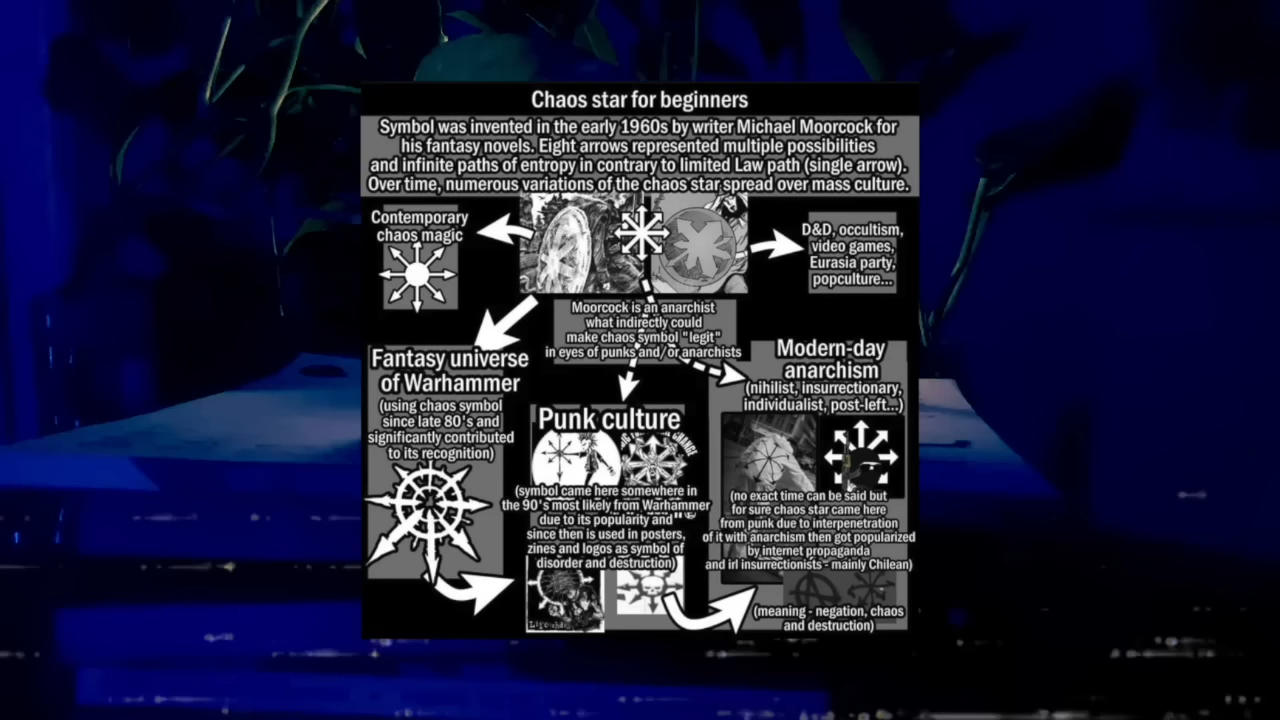 Chaos star for beginners
Symbol was invented in the early 1960s by writer Michael Moorcock for
his fantasy novels. Eight arrows represented multiple possibilities
and infinite paths of entropy in contrary to limited Law path (single arrow).
Over time, numerous variations of the chaos star spread over mass culture.
Contemporary
chaos magic
D&D, occultism,
video games,
Eurasia party,
popculture...
Moorcock is an anarchist
what indirectly could
make chaos symbol "legit"
in eyes of punks and/or anarchists
Fantasy universe
of Warhammer
(using chaos symbol
since late 80's and
significantly contributed
to its recognition)
Punk culture
CHANGE
(symbol came here somewhere in
the 90's most likely from Warhammer
due to its popularity and
since then is used in posters,
zines and logos as symbol of
disorder and destruction)
Modern-day
anarchism
(nihilist, insurrectionary,
individualist, post-left...)
(no exact time can be said but
for sure chaos star came here
from punk due to interpenetration
of it with anarchism then got popularized
by internet propaganda
and irl insurrectionists - mainly Chilean)
(meaning - negation, chaos
and destruction)